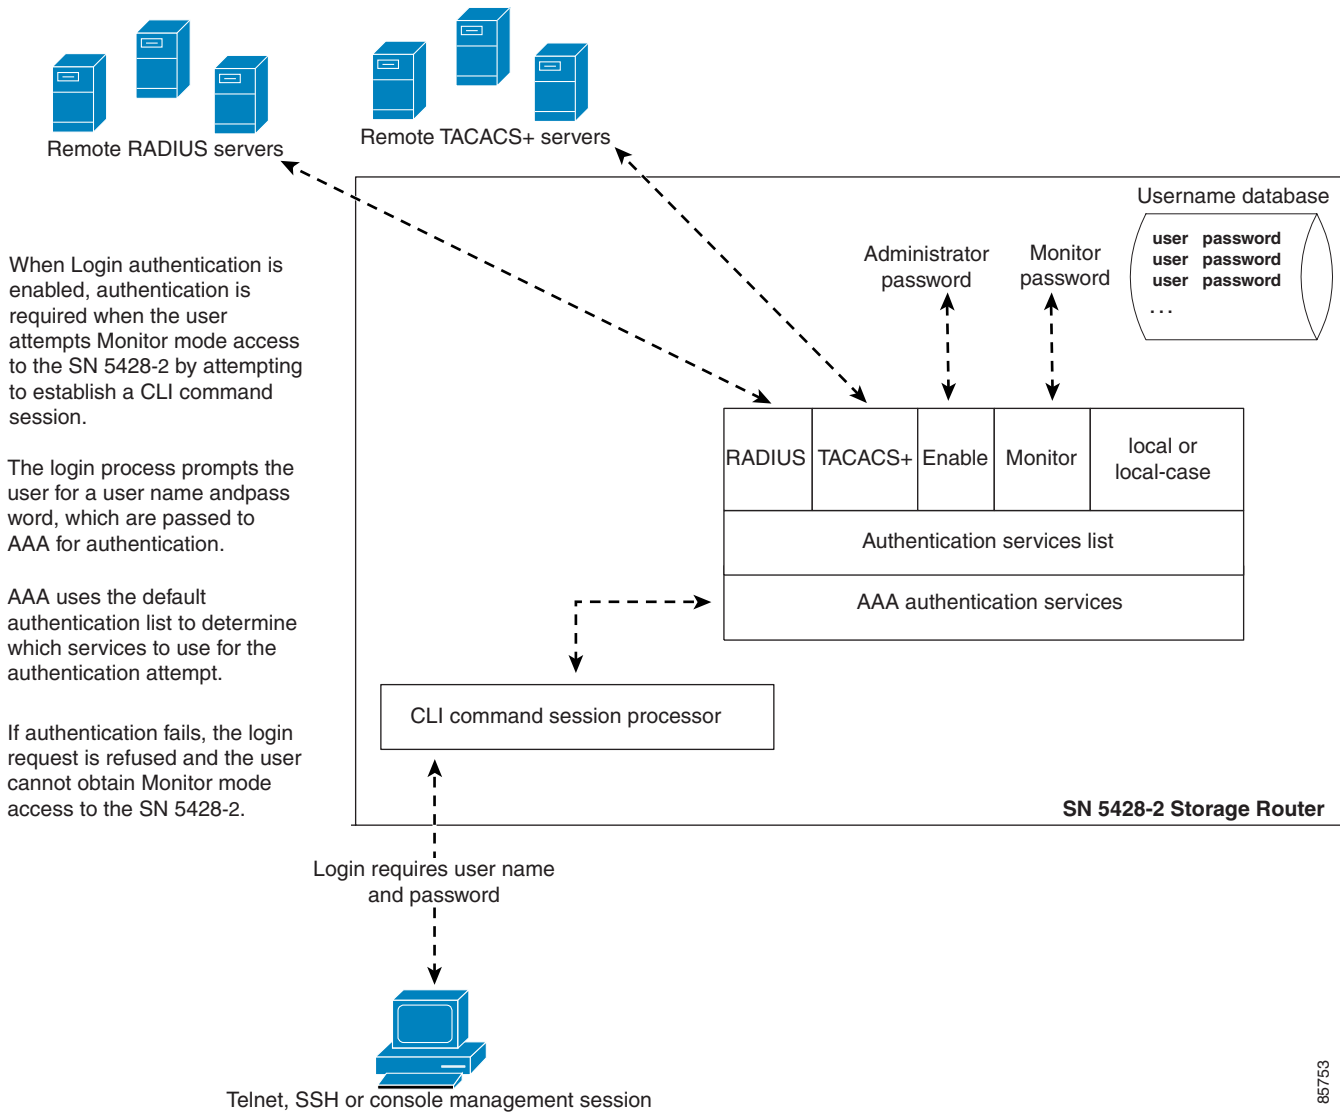 Remote RADIUS servers
Remote TACACS+ servers
When Login authentication is
enabled, authentication is
required when the user
attempts Monitor mode access
to the SN 5428-2 by attempting
to establish a CLI command
session.
The login process prompts the
user for a user name andpass
word, which are passed to
AAA for authentication.
AAA uses the default
authentication list to determine
which services to use for the
authentication attempt.
If authentication fails, the login
request is refused and the user
cannot obtain Monitor mode
access to the SN 5428-2.
Username database
user password
user password
user password
...
Administrator
password
Monitor
password
RADIUS
TACACS+
Enable
Monitor
local or
local-case
Authentication services list
AAA authentication services
CLI command session processor
SN 5428-2 Storage Router
Login requires user name
and password
Telnet, SSH or console management session
85753